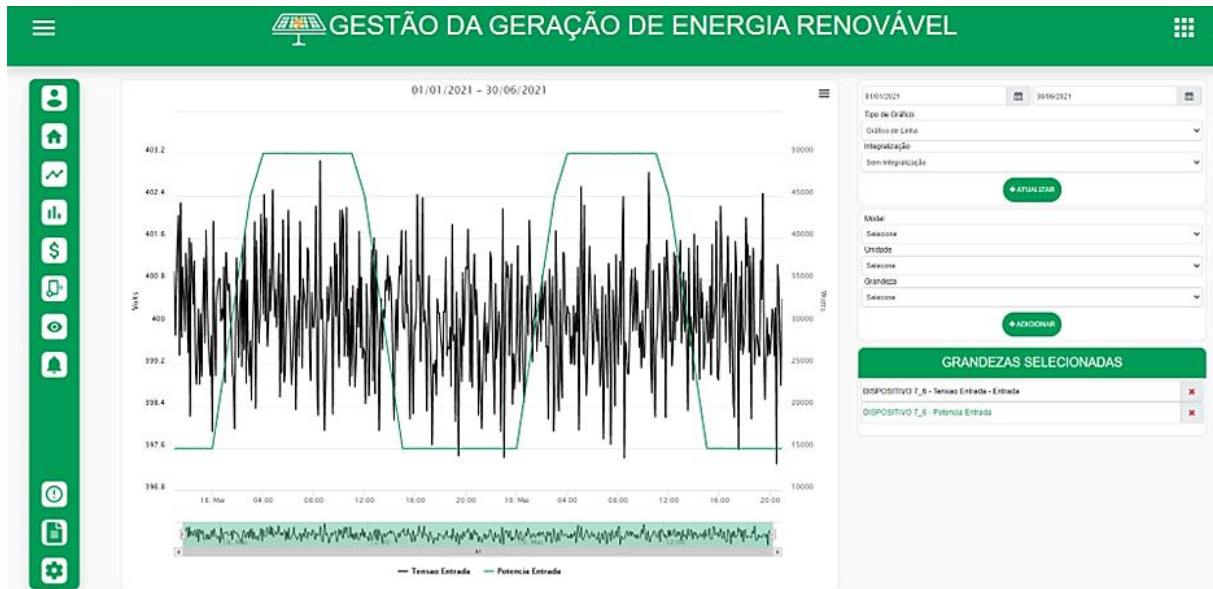 GESTÃO DA GERAÇÃO DE ENERGIA RENOVÁVEL
01/01/2021 – 30/06/2021
403.2
402.4
401.6
400.8
400
399.2
398.4
397.6
396.8
Volts
50000
45000
40000
35000
30000
25000
20000
15000
10000
Watts
18. Mai 04:00 08:00 12:00 16:00 20:00 19. Mai 04:00 08:00 12:00 16:00 20:00
Tensao Entrada Potencia Entrada
01/01/2021 30/06/2021
Tipo de Gráfico
Gráfico de Linha
Integralização
Sem Integralização
+ ATUALIZAR
Modal
Selecione
Unidade
Selecione
Grandeza
Selecione
+ ADICIONAR
GRANDEZAS SELECIONADAS
DISPOSITIVO 7_6 - Tensao Entrada - Entrada
DISPOSITIVO 7_6 - Potencia Entrada